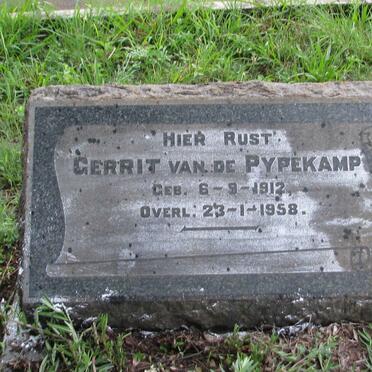 HIER RUST
GERRIT VAN DE PYPEKAMP
GEB. 6-9-1912.
OVERL. 23-1-1958.